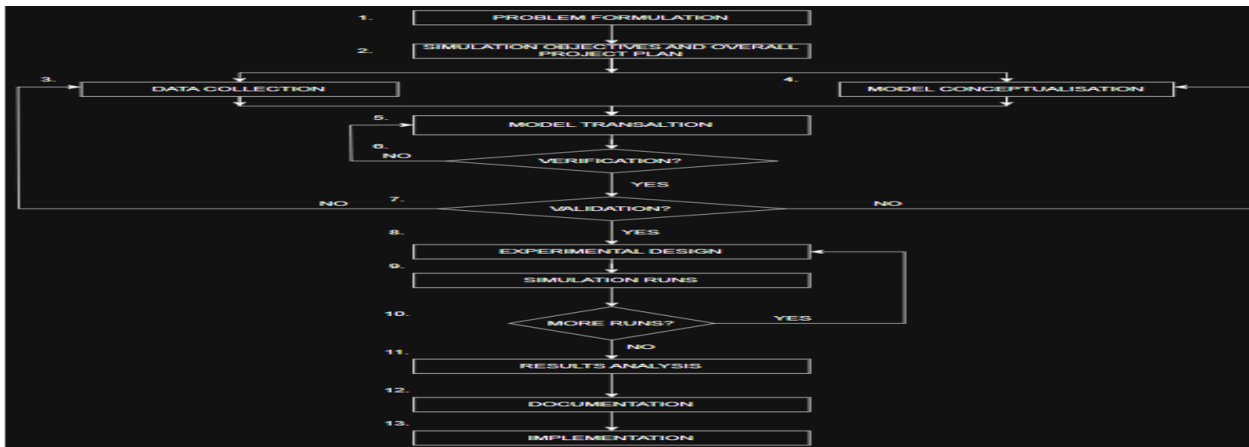 1.
PROBLEM FORMULATION
2.
SIMULATION OBJECTIVES AND OVERALL
PROJECT PLAN
3.
DATA COLLECTION
4.
MODEL CONCEPTUALISATION
5.
MODEL TRANSALTION
6.
NO
VERIFICATION?
YES
NO
7.
VALIDATION?
NO
8.
YES
EXPERIMENTAL DESIGN
9.
SIMULATION RUNS
10.
MORE RUNS?
YES
NO
11.
RESULTS ANALYSIS
12.
DOCUMENTATION
13.
IMPLEMENTATION